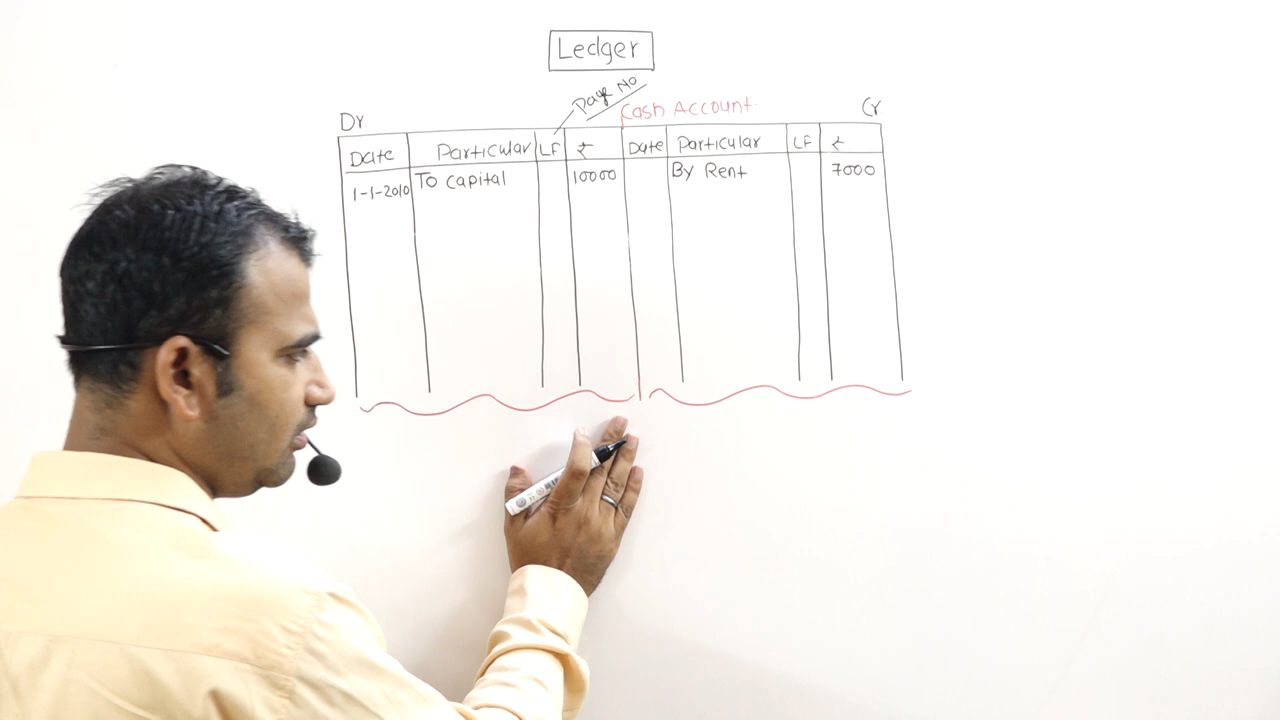 Ledger
Page No
Cash Account
Dr.
Cr
Date Particular LF ₹ Date Particular LF ₹
1-1-2010 To Capital 10000 By Rent 7000